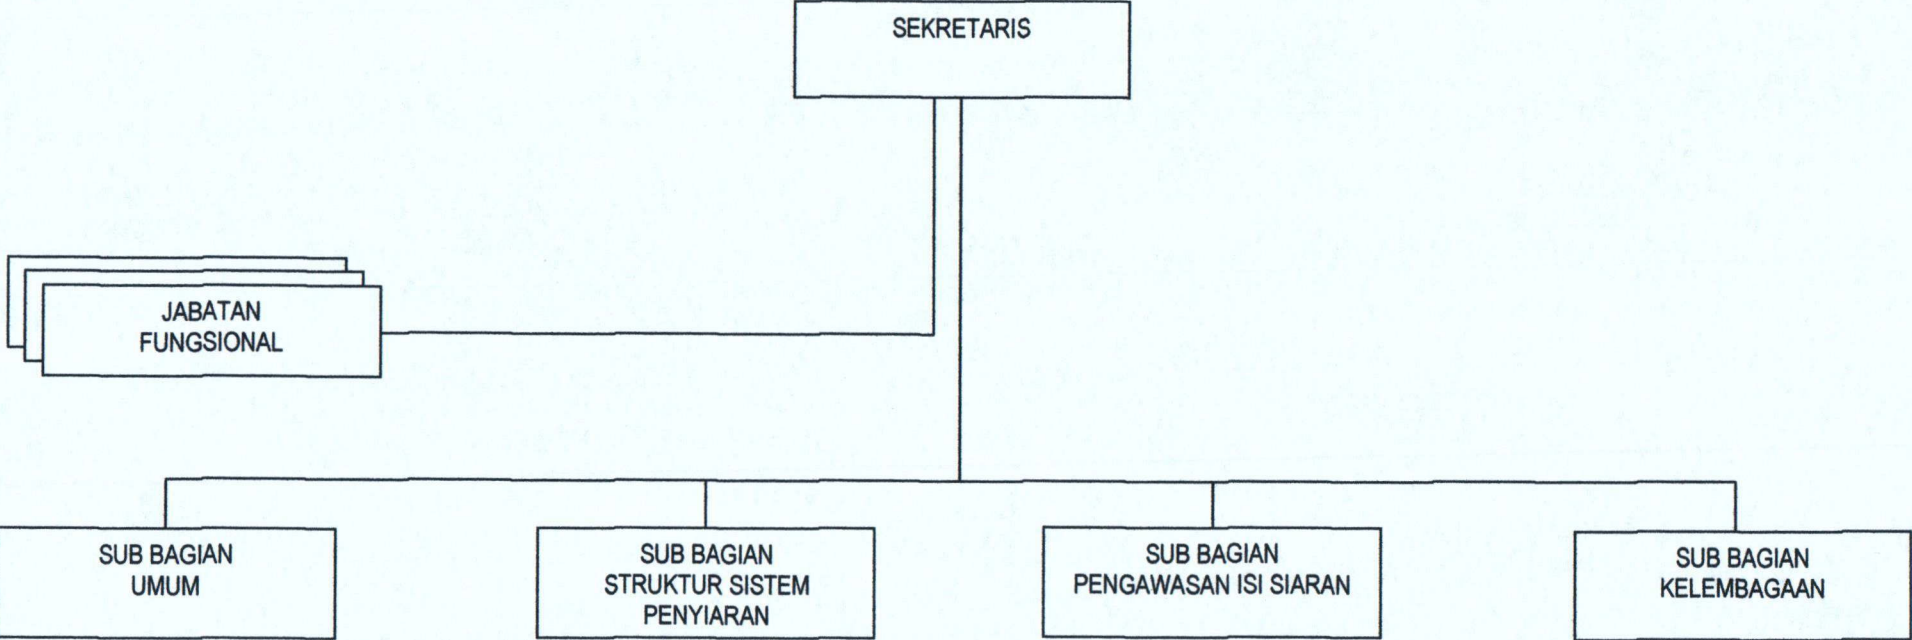 SEKRETARIS
JABATAN
FUNGSIONAL
SUB BAGIAN
UMUM
SUB BAGIAN
STRUKTUR SISTEM
PENYIARAN
SUB BAGIAN
PENGAWASAN ISI SIARAN
SUB BAGIAN
KELEMBAGAAN